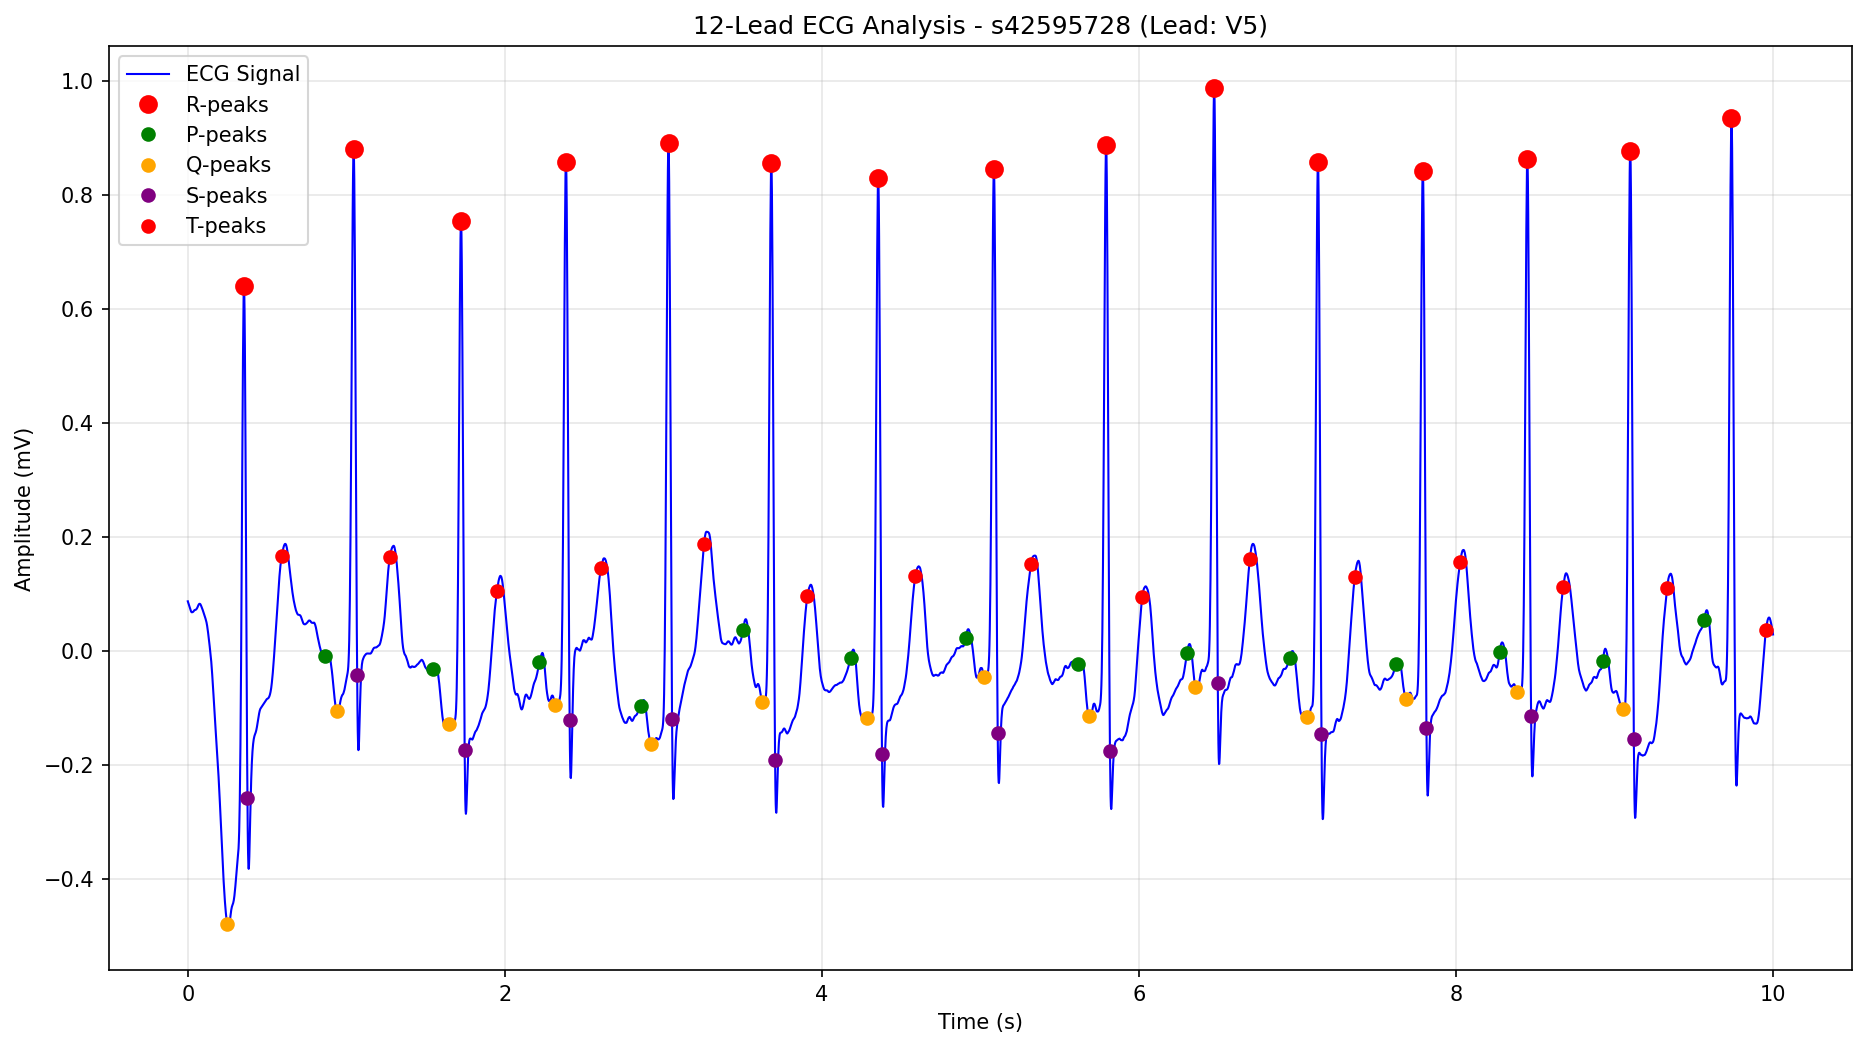 12-Lead ECG Analysis - s42595728 (Lead: V5)
ECG Signal
R-peaks
P-peaks
Q-peaks
S-peaks
T-peaks
Amplitude (mV)
1.0
0.8
0.6
0.4
0.2
0.0
−0.2
−0.4
0 2 4 6 8 10
Time (s)